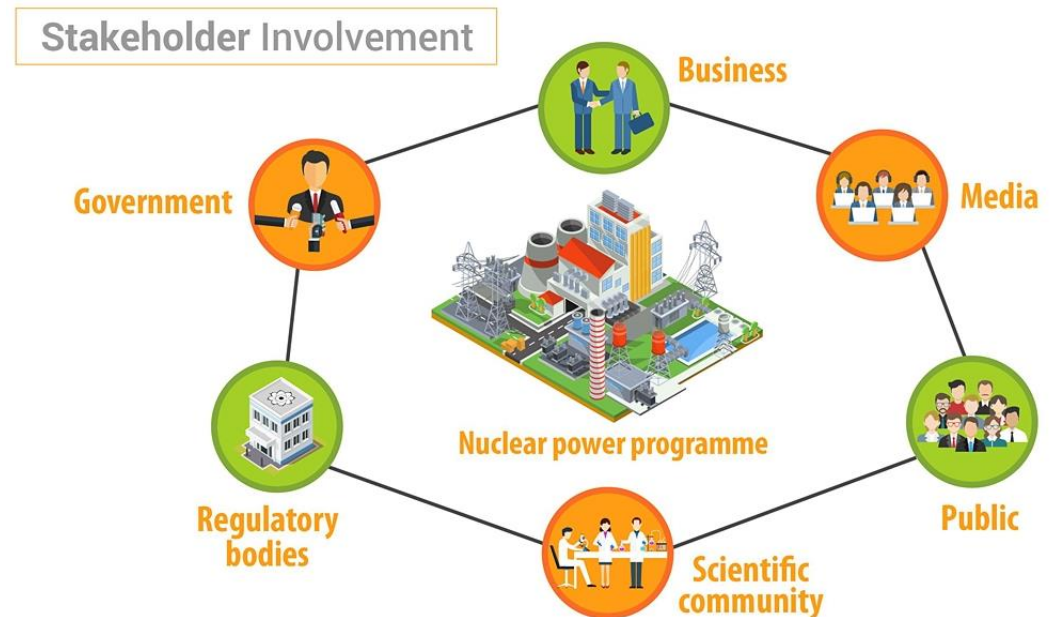 Stakeholder Involvement
Business
Government
Media
Nuclear power programme
Regulatory
bodies
Public
Scientific
community